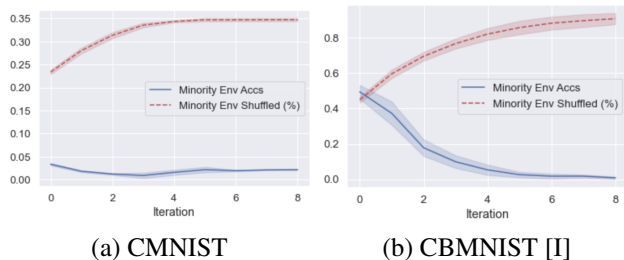 0.35
0.30
0.25
0.20
0.15
0.10
0.05
0.00
Minority Env Accs
Minority Env Shuffled (%)
0 2 4 6 8
Iteration
(a) CMNIST
0.8
0.6
0.4
0.2
0.0
Minority Env Accs
Minority Env Shuffled (%)
0 2 4 6 8
Iteration
(b) CBMNIST [I]